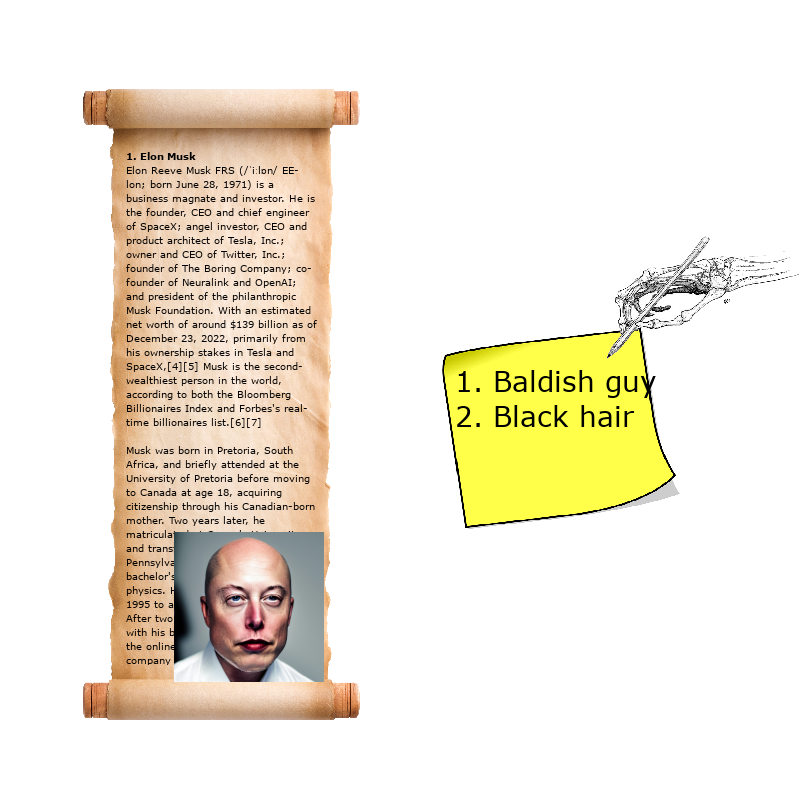 1. Elon Musk
Elon Reeve Musk FRS (/ˈiːlon/ EE-
lon; born June 28, 1971) is a
business magnate and investor. He is
the founder, CEO and chief engineer
of SpaceX; angel investor, CEO and
product architect of Tesla, Inc.;
owner and CEO of Twitter, Inc.;
founder of The Boring Company; co-
founder of Neuralink and OpenAI;
and president of the philanthropic
Musk Foundation. With an estimated
net worth of around $139 billion as of
December 23, 2022, primarily from
his ownership stakes in Tesla and
SpaceX,[4][5] Musk is the second-
wealthiest person in the world,
according to both the Bloomberg
Billionaires Index and Forbes's real-
time billionaires list.[6][7]
Musk was born in Pretoria, South
Africa, and briefly attended at the
University of Pretoria before moving
to Canada at age 18, acquiring
citizenship through his Canadian-born
mother. Two years later, he
and
bachelor's
physics.
1995 to
After two
with his
the online
company
1. Baldish guy
2. Black hair